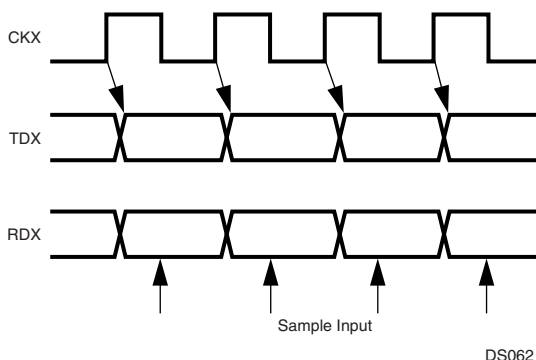 CKX
TDX
RDX
Sample Input
DS062